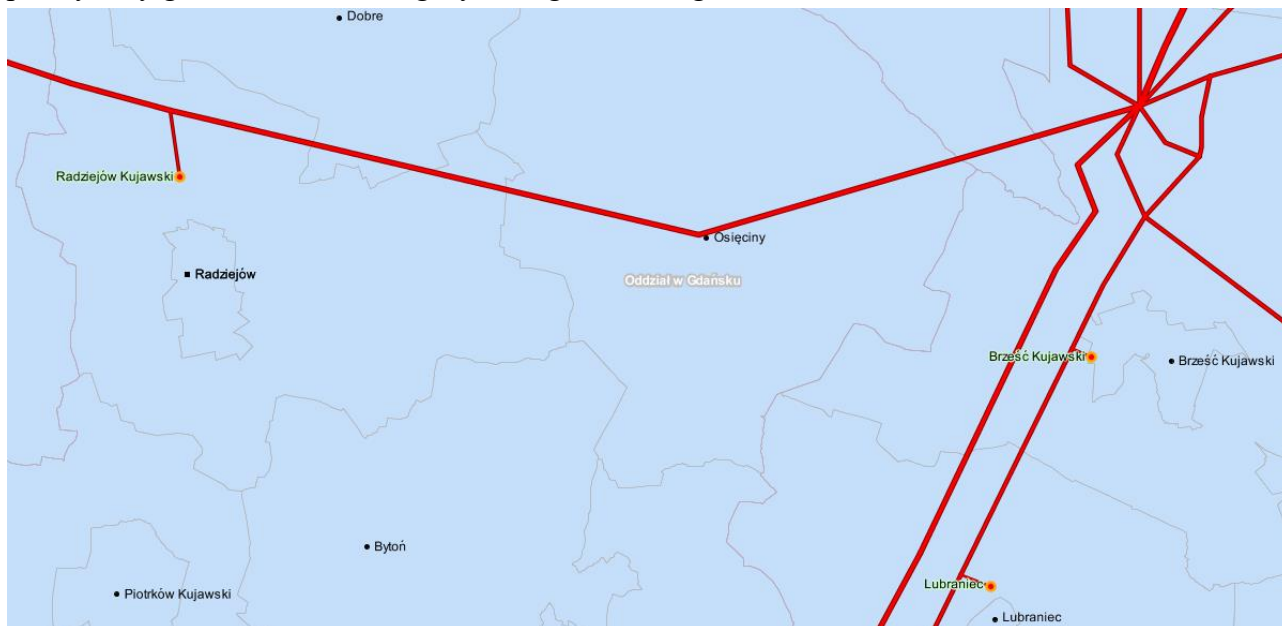 Dobre
Radziejów Kujawski
Osięciny
Radziejów
Oddział w Gdańsku
Brześć Kujawski
Brześć Kujawski
Bytoń
Lubraniec
Piotrków Kujawski
Lubraniec